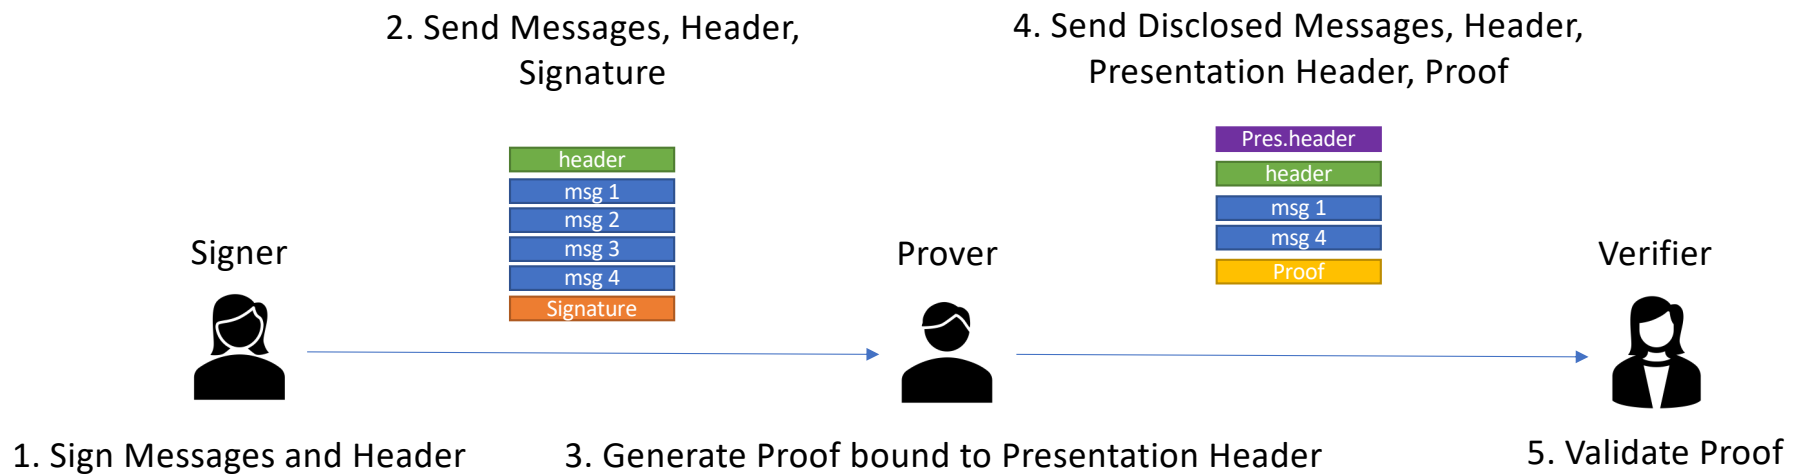 2. Send Messages, Header,
Signature
4. Send Disclosed Messages, Header,
Presentation Header, Proof
header
msg 1
msg 2
msg 3
msg 4
Signature
Pres.header
header
msg 1
msg 4
Proof
Signer
Prover
Verifier
1. Sign Messages and Header
3. Generate Proof bound to Presentation Header
5. Validate Proof